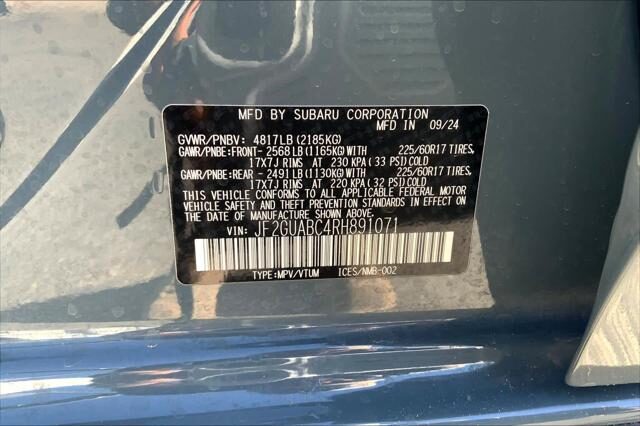 MFD BY SUBARU CORPORATION
MFD IN 09/24
GVWR/PNBV: 4817LB (2185KG)
GAWR/PNBE:FRONT-2568LB (1165KG)WITH 225/60R17 TIRES,
17X7J RIMS AT 230 KPA (33 PSI)COLD
GAWR/PNBE:REAR -2491LB (1130KG)WITH 225/60R17 TIRES,
17X7J RIMS AT 220 KPA (32 PSI)COLD
THIS VEHICLE CONFORMS TO ALL APPLICABLE FEDERAL MOTOR
VEHICLE SAFETY AND THEFT PREVENTION STANDARDS IN EFFECT ON
THE DATE OF MANUFACTURE SHOWN ABOVE.
VIN: JF2GUABC4RH891071
TYPE:MPV/VTUM ICES/NMB-002